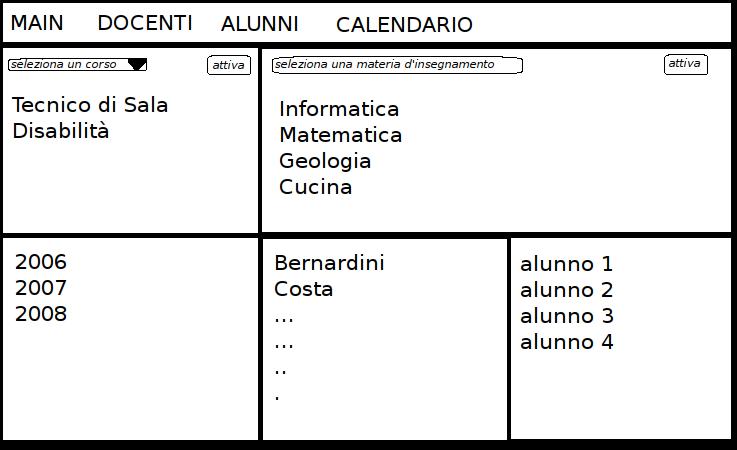 MAIN DOCENTI ALUNNI CALENDARIO
seleziona un corso attiva
Tecnico di Sala
Disabilità
seleziona una materia d'insegnamento attiva
Informatica
Matematica
Geologia
Cucina
2006
2007
2008
Bernardini
Costa
...
...
..
.
alunno 1
alunno 2
alunno 3
alunno 4